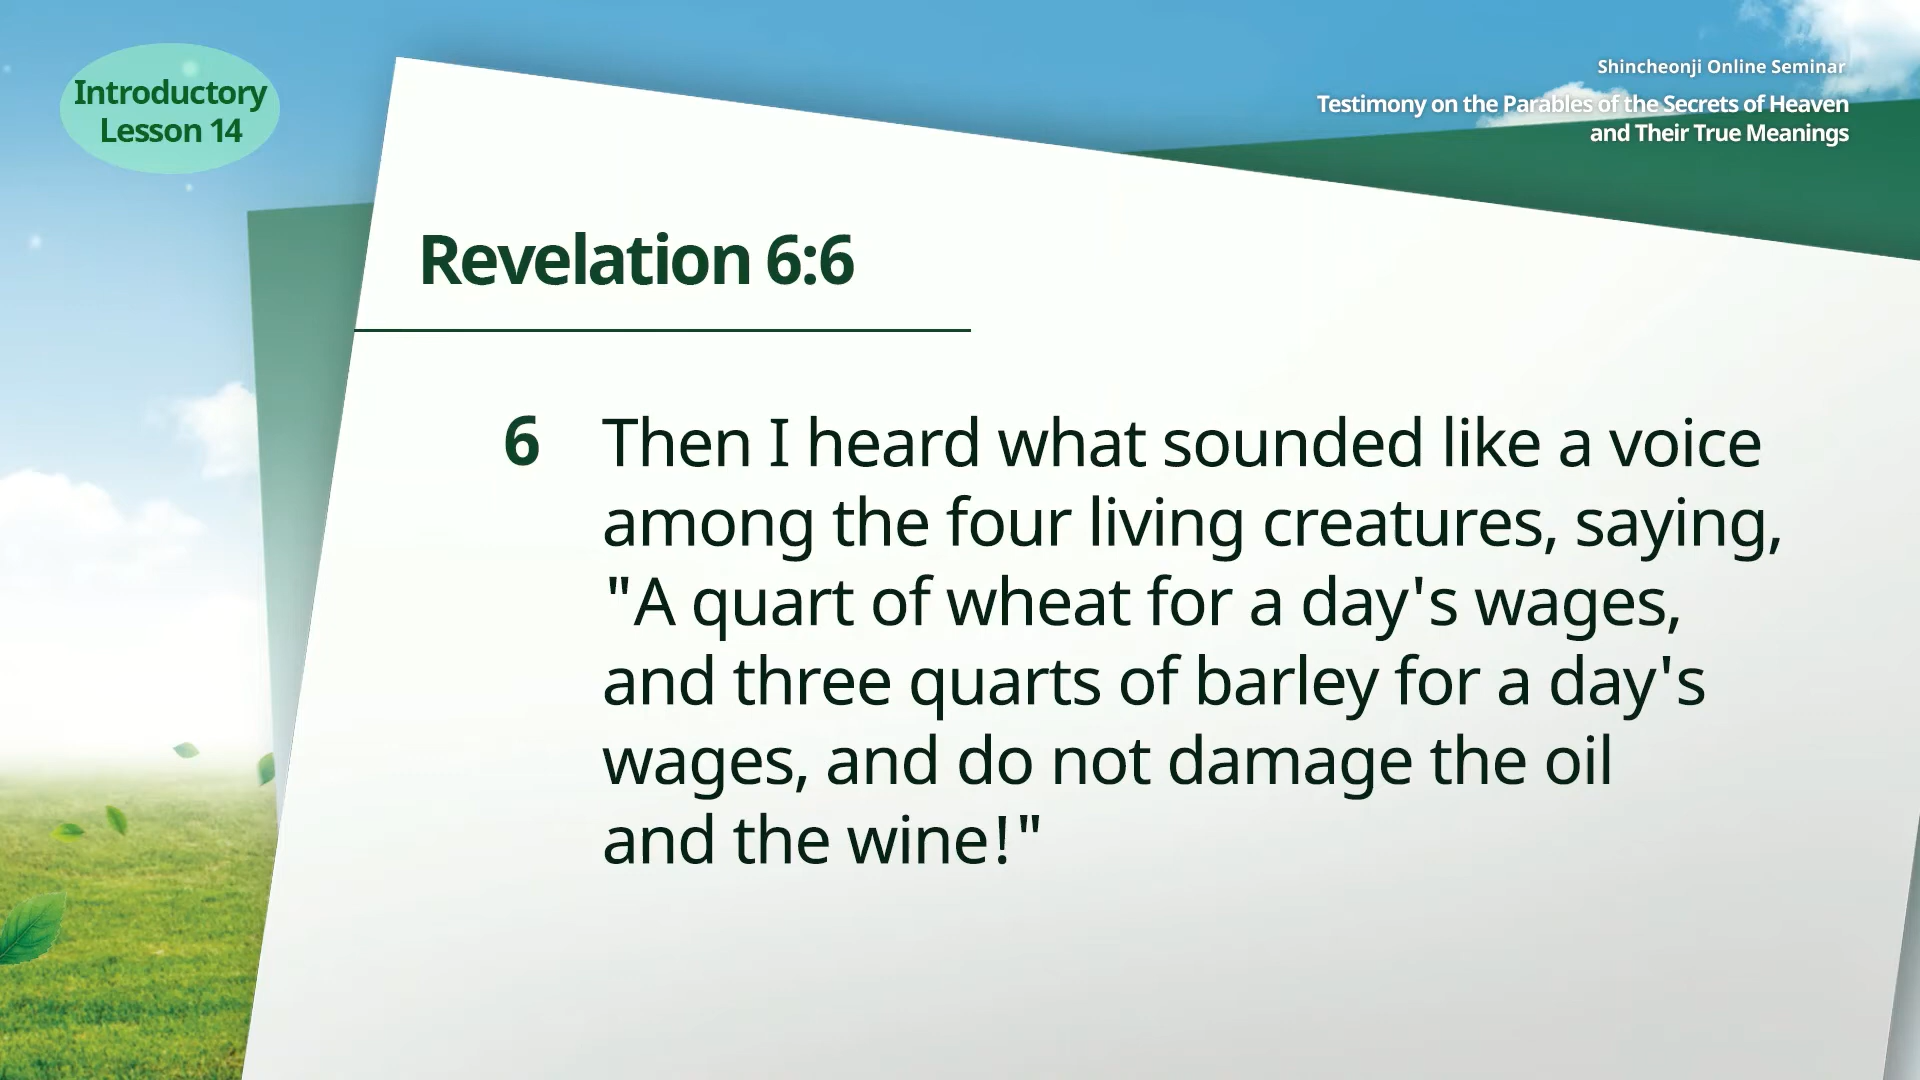 Introductory
Lesson 14
Shincheonji Online Seminar
Testimony on the Parables of the Secrets of Heaven
and Their True Meanings
Revelation 6:6
6 Then I heard what sounded like a voice
among the four living creatures, saying,
"A quart of wheat for a day's wages,
and three quarts of barley for a day's
wages, and do not damage the oil
and the wine!"